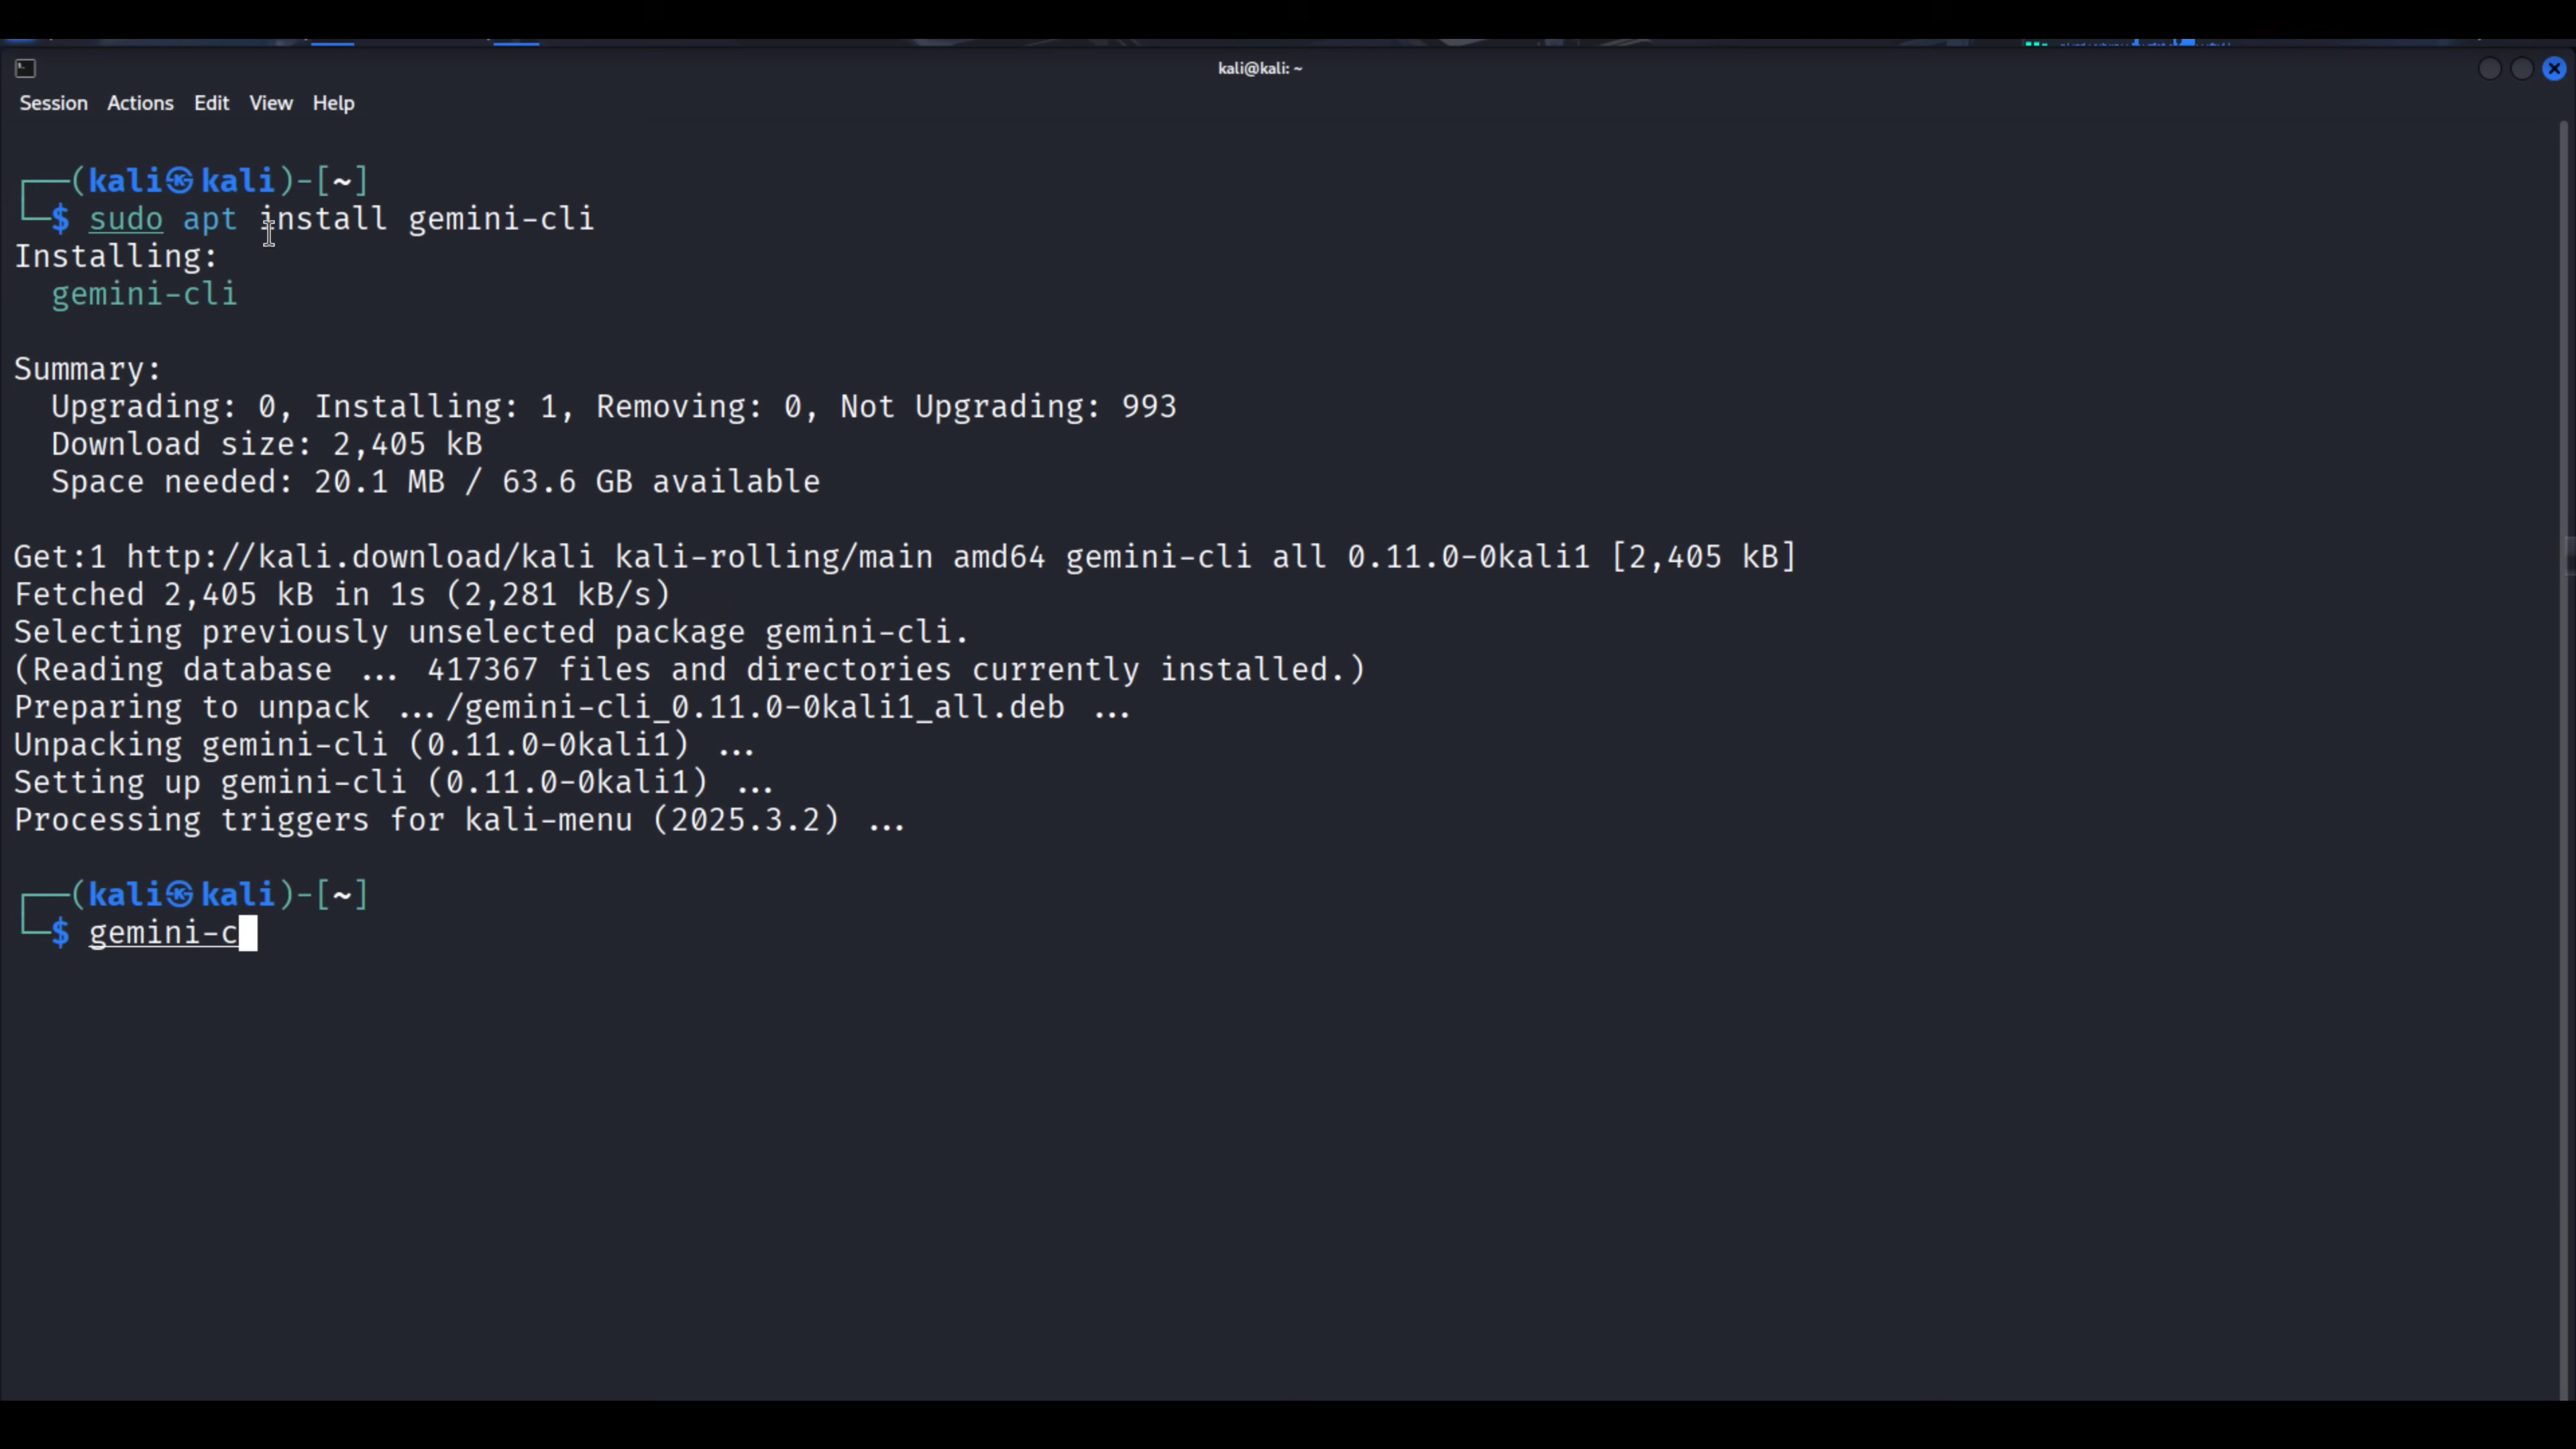 kali@kali: ~
Session Actions Edit View Help
┌──(kali㉿kali)-[~]
└─$ sudo apt install gemini-cli
Installing:
  gemini-cli

Summary:
  Upgrading: 0, Installing: 1, Removing: 0, Not Upgrading: 993
  Download size: 2,405 kB
  Space needed: 20.1 MB / 63.6 GB available

Get:1 http://kali.download/kali kali-rolling/main amd64 gemini-cli all 0.11.0-0kali1 [2,405 kB]
Fetched 2,405 kB in 1s (2,281 kB/s)
Selecting previously unselected package gemini-cli.
(Reading database ... 417367 files and directories currently installed.)
Preparing to unpack .../gemini-cli_0.11.0-0kali1_all.deb ...
Unpacking gemini-cli (0.11.0-0kali1) ...
Setting up gemini-cli (0.11.0-0kali1) ...
Processing triggers for kali-menu (2025.3.2) ...

┌──(kali㉿kali)-[~]
└─$ gemini-c